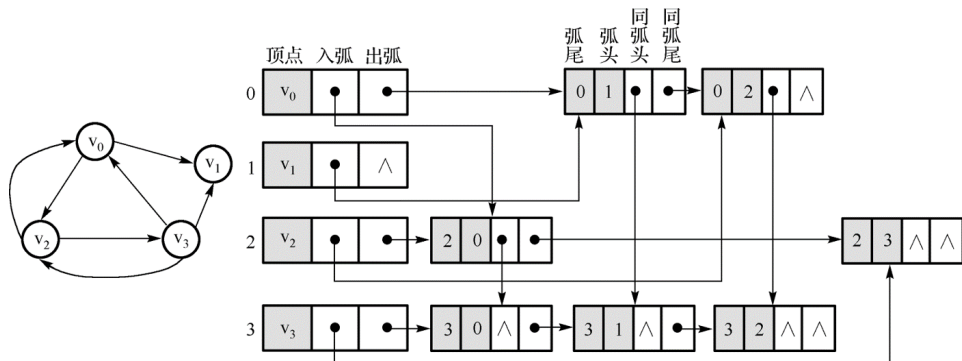 顶点 入弧 出弧 弧尾 弧头 同弧头 同弧尾
0 v0 0 1 0 2 ∧
v0
v1
1 v1 ∧
v2 v3
2 v2 2 0 2 3 ∧ ∧
3 v3 3 0 ∧ 3 1 ∧ 3 2 ∧ ∧